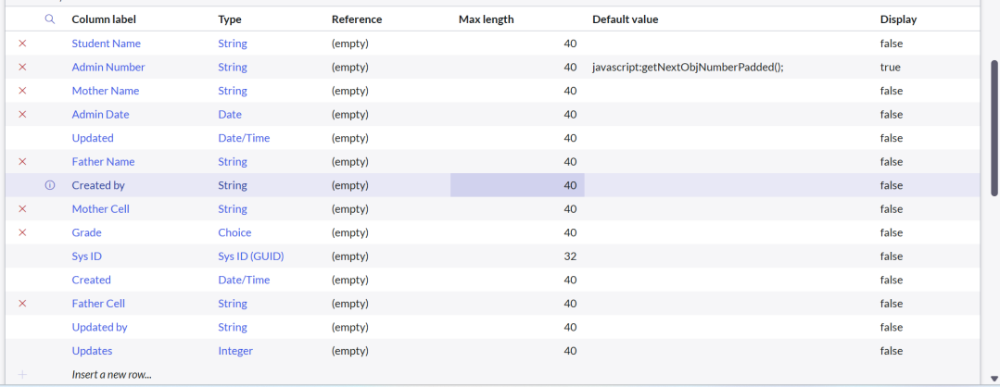 Column label Type Reference Max length Default value Display
Student Name String (empty) 40 false
Admin Number String (empty) 40 javascript:getNextObjNumberPadded(); true
Mother Name String (empty) 40 false
Admin Date Date (empty) 40 false
Updated Date/Time (empty) 40 false
Father Name String (empty) 40 false
Created by String (empty) 40 false
Mother Cell String (empty) 40 false
Grade Choice (empty) 40 false
Sys ID Sys ID (GUID) (empty) 32 false
Created Date/Time (empty) 40 false
Father Cell String (empty) 40 false
Updated by String (empty) 40 false
Updates Integer (empty) 40 false
Insert a new row...